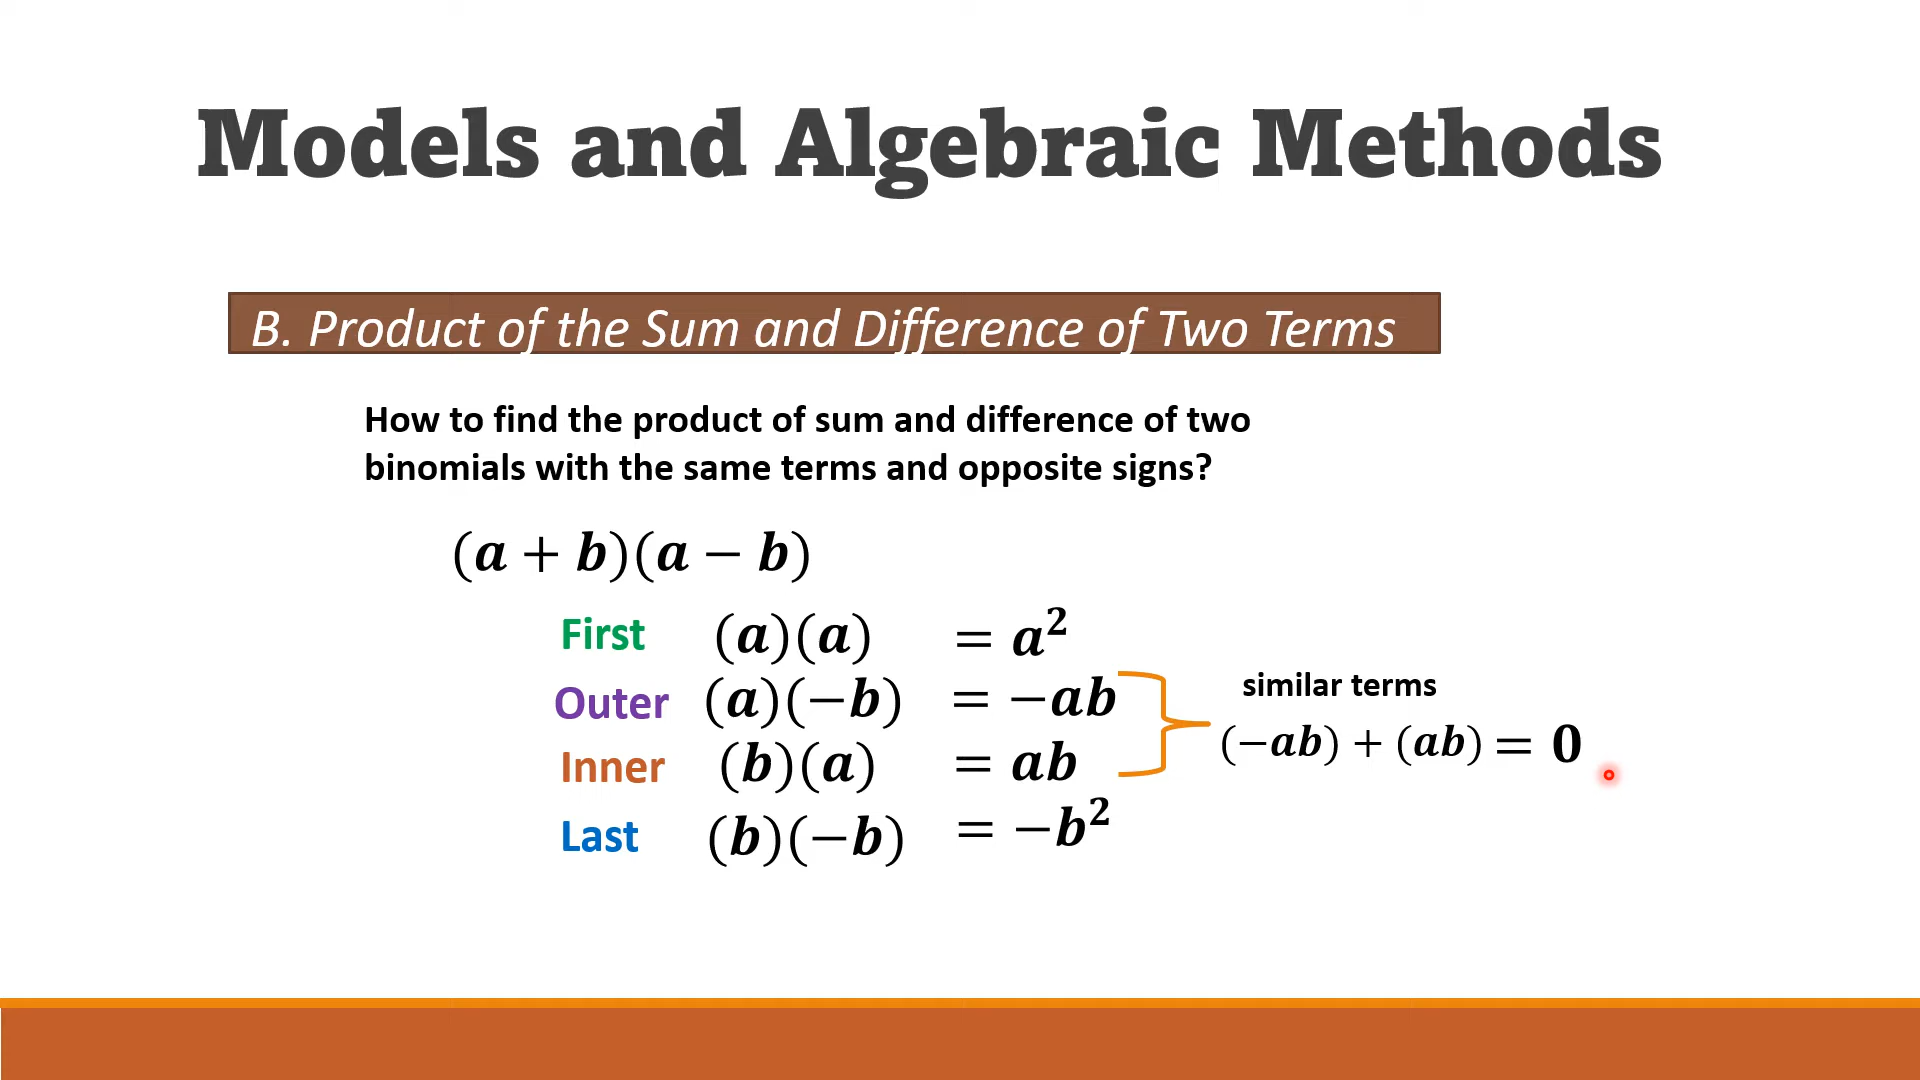 Models and Algebraic Methods
B. Product of the Sum and Difference of Two Terms
How to find the product of sum and difference of two
binomials with the same terms and opposite signs?
(a + b)(a − b)
First (a)(a) = a²
Outer (a)(−b) = −ab
similar terms
(−ab) + (ab) = 0
Inner (b)(a) = ab
Last (b)(−b) = −b²